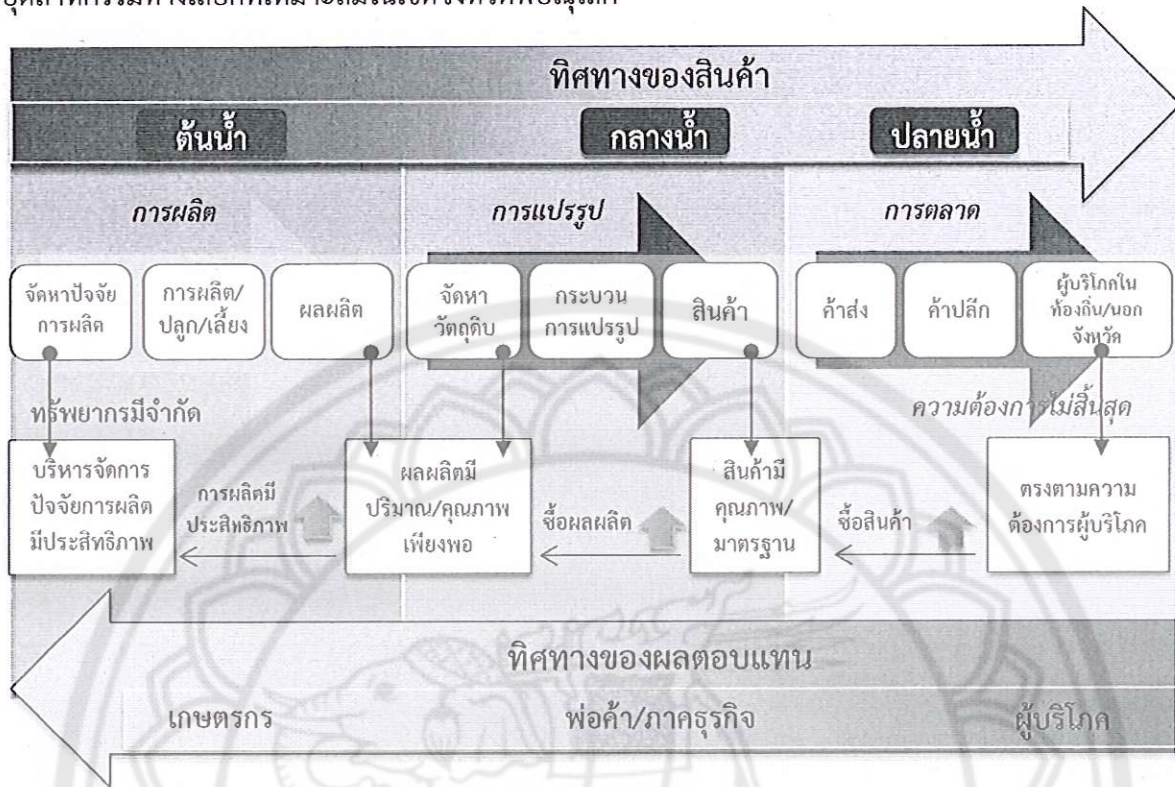 ทิศทางของสินค้า
ต้นน้ำ
กลางน้ำ
ปลายน้ำ
การผลิต
การแปรรูป
การตลาด
จัดหาปัจจัย
การผลิต
การผลิต/
ปลูก/เลี้ยง
ผลผลิต
จัดหา
วัตถุดิบ
กระบวน
การแปรรูป
สินค้า
ค้าส่ง
ค้าปลีก
ผู้บริโภคใน
ท้องถิ่น/นอก
จังหวัด
ทรัพยากรมีจำกัด
ความต้องการไม่สิ้นสุด
บริหารจัดการ
ปัจจัยการผลิต
มีประสิทธิภาพ
การผลิตมี
ประสิทธิภาพ
ผลผลิตมี
ปริมาณ/คุณภาพ
เพียงพอ
ซื้อผลผลิต
สินค้ามี
คุณภาพ/
มาตรฐาน
ซื้อสินค้า
ตรงตามความ
ต้องการผู้บริโภค
ทิศทางของผลตอบแทน
เกษตรกร
พ่อค้า/ภาคธุรกิจ
ผู้บริโภค